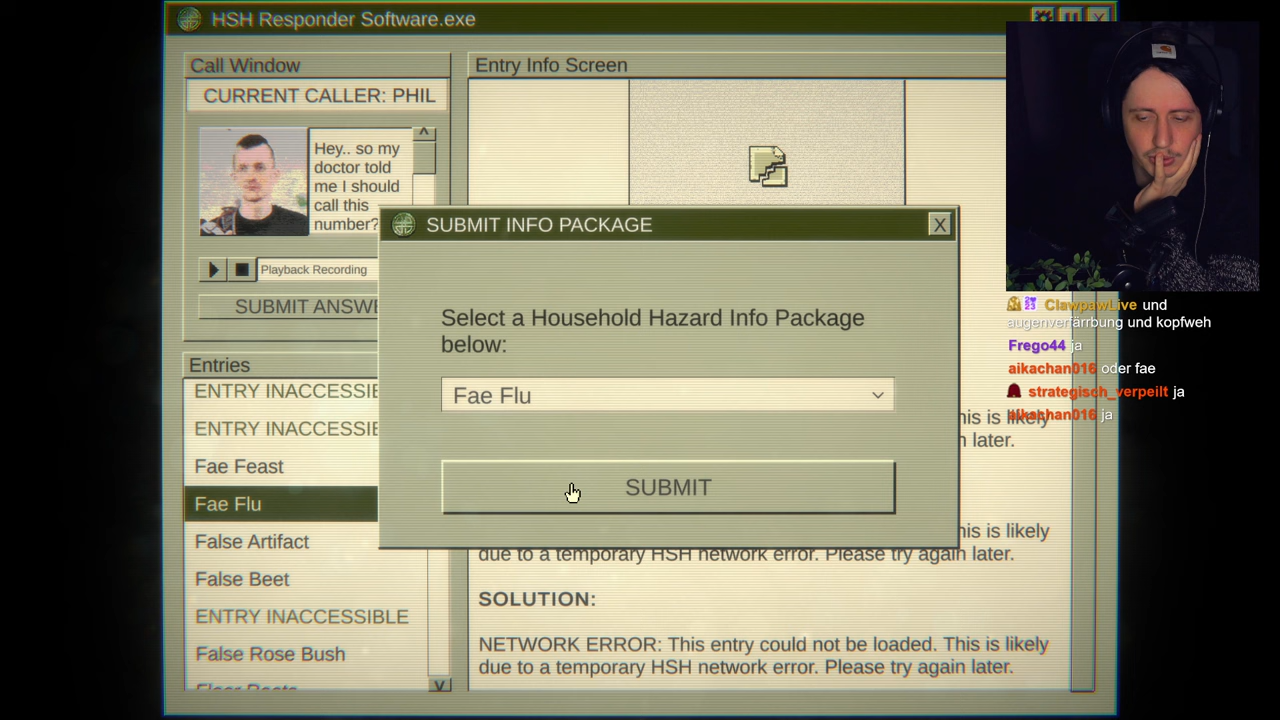 HSH Responder Software.exe
Call Window
CURRENT CALLER: PHIL
Hey.. so my
doctor told
me I should
call this
number?
Playback Recording
SUBMIT ANSWE
Entries
ENTRY INACCESSIB
ENTRY INACCESSIB
Fae Feast
Fae Flu
False Artifact
False Beet
ENTRY INACCESSIBLE
False Rose Bush
Entry Info Screen
SUBMIT INFO PACKAGE
X
Select a Household Hazard Info Package
below:
Fae Flu
SUBMIT
his is likely
n later.
his is likely
due to a temporary HSH network error. Please try again later.
SOLUTION:
NETWORK ERROR: This entry could not be loaded. This is likely
due to a temporary HSH network error. Please try again later.
ClawpawLive und
augenverfärrbung und kopfweh
Frego44 ja
aikachan016 oder fae
strategisch_verpeilt ja
aikachan016 ja